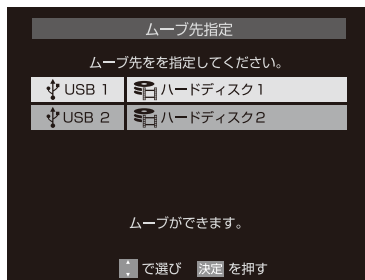 ムーブ先指定
ムーブ先をを指定してください。
USB 1 ハードディスク1
USB 2 ハードディスク2
ムーブができます。
で選び 決定 を押す